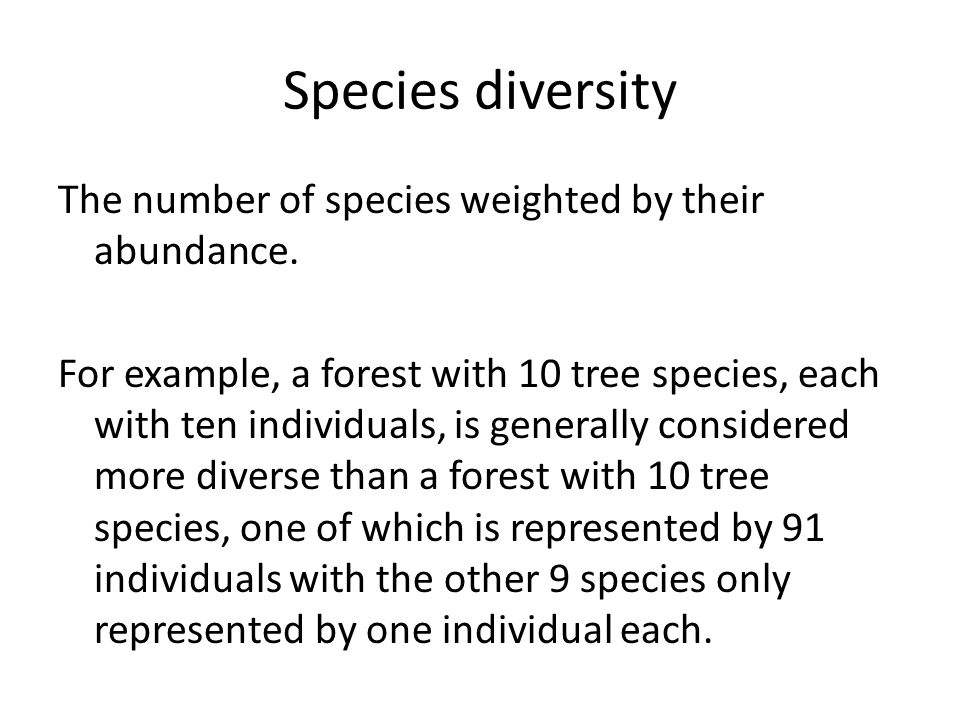 Species diversity
The number of species weighted by their
abundance.
For example, a forest with 10 tree species, each
with ten individuals, is generally considered
more diverse than a forest with 10 tree
species, one of which is represented by 91
individuals with the other 9 species only
represented by one individual each.